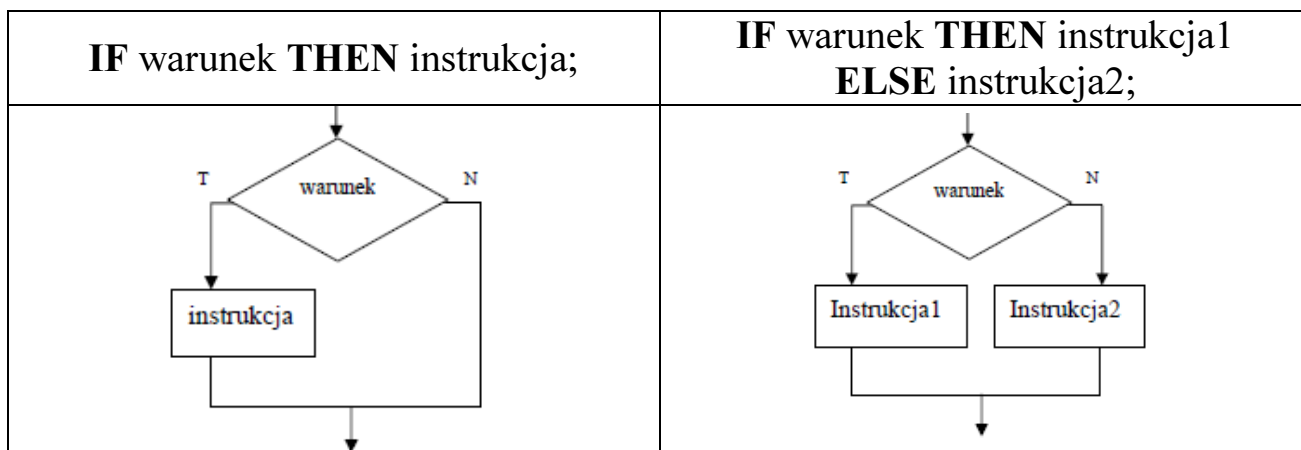 IF warunek THEN instrukcja;
IF warunek THEN instrukcja1
ELSE instrukcja2;
T
warunek
N
instrukcja
T
warunek
N
Instrukcja1
Instrukcja2